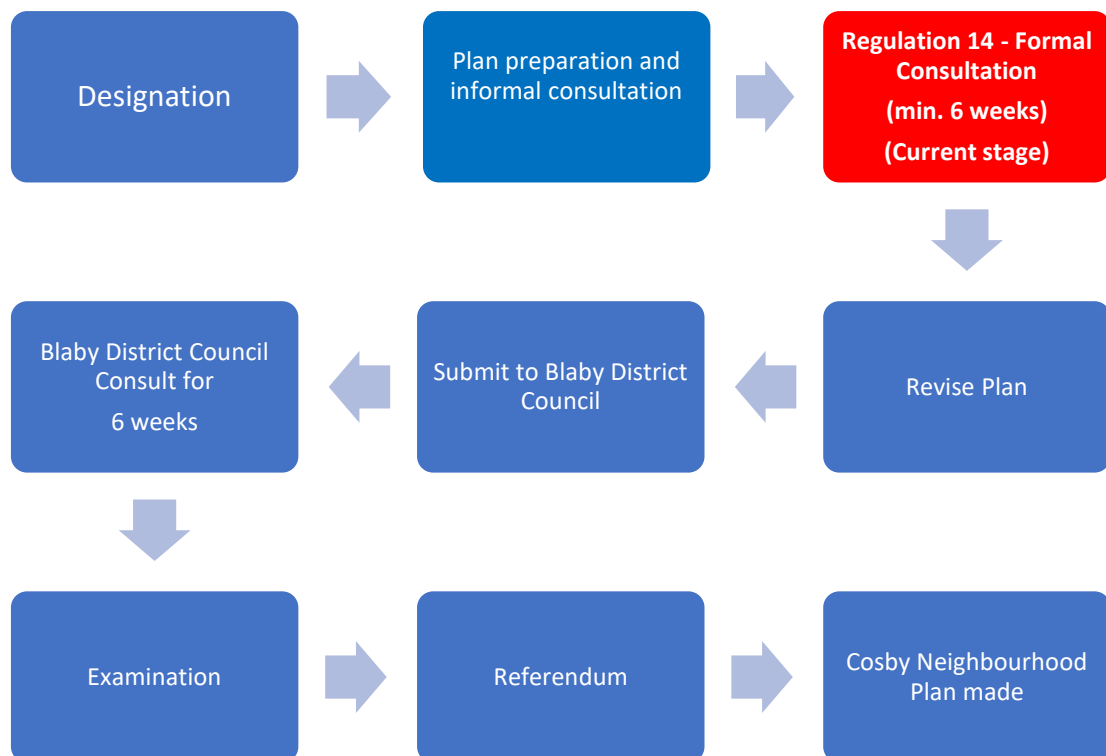 Designation
Plan preparation and
informal consultation
Regulation 14 - Formal
Consultation
(min. 6 weeks)
(Current stage)
Revise Plan
Submit to Blaby District
Council
Blaby District Council
Consult for
6 weeks
Examination
Referendum
Cosby Neighbourhood
Plan made